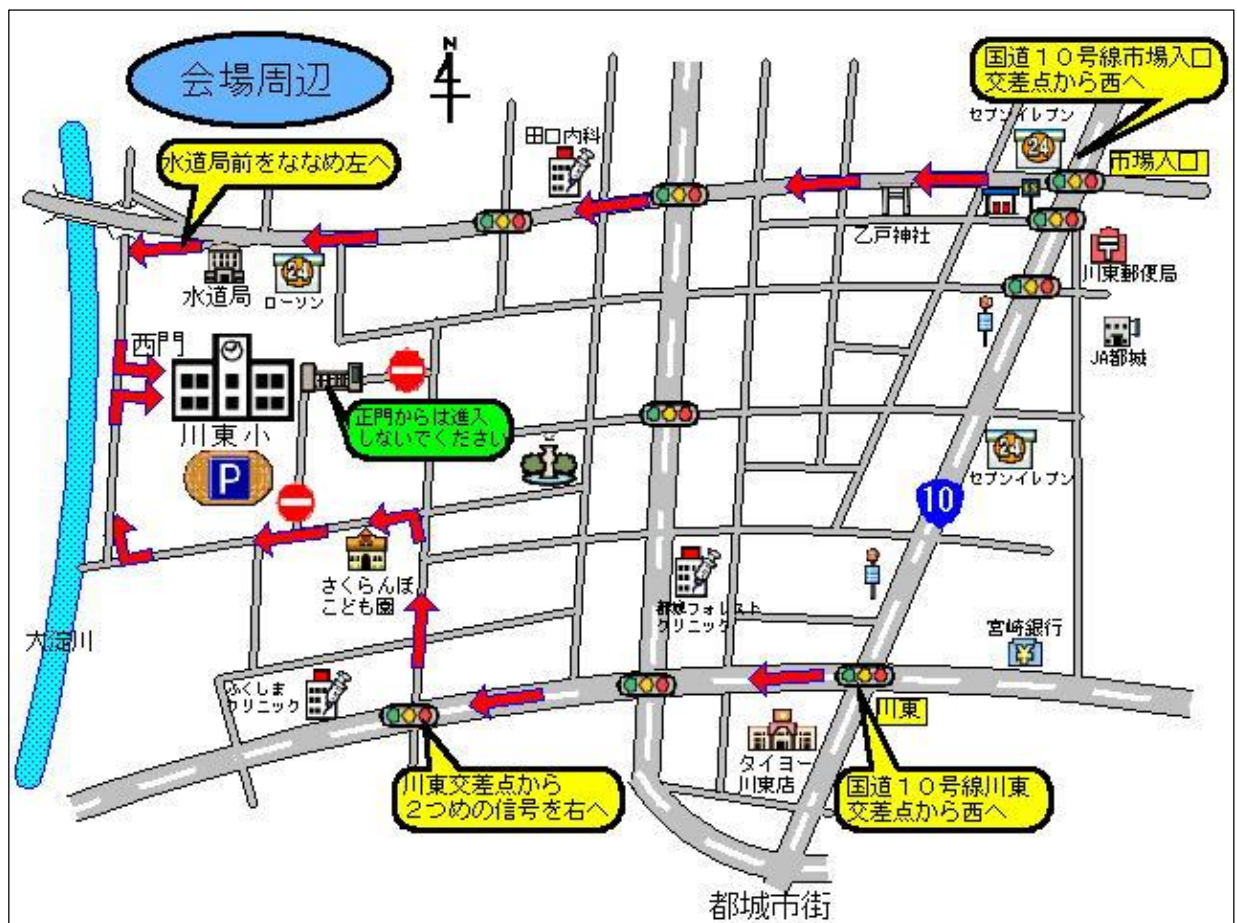 会場周辺
N
国道１０号線市場入口
交差点から西へ
セブンイレブン
24
市場入口
田口内科
水道局前をななめ左へ
乙戸神社
川東郵便局
水道局
24
ローソン
JA都城
西門
正門からは進入
しないでください
川東小
P
24
セブンイレブン
10
さくらんぼ
こども園
都城フォレスト
クリニック
大淀川
宮崎銀行
￥
ふくしま
クリニック
川東
タイヨー
川東店
川東交差点から
２つめの信号を右へ
国道１０号線川東
交差点から西へ
都城市街